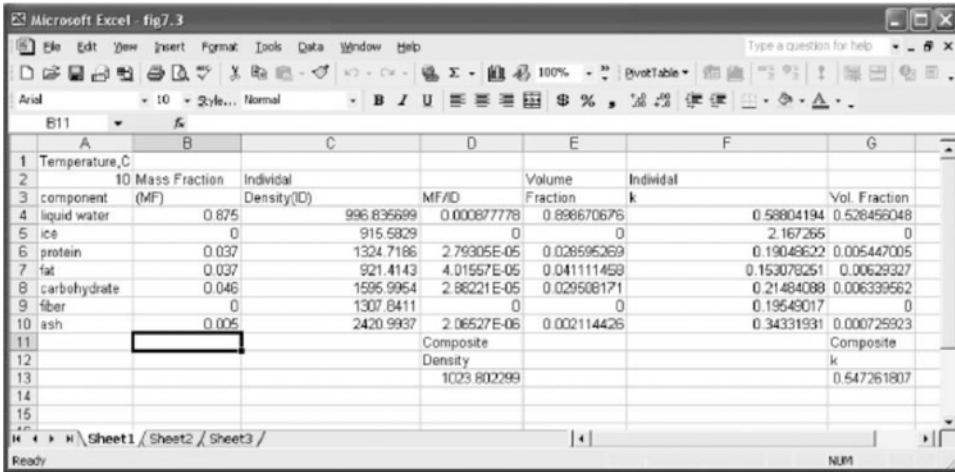 Microsoft Excel - fig7.3
File Edit View Insert Format Tools Data Window Help Type a question for help
100% PivotTable
Arial 10 Style... Normal B I U $ % ,
B11 fx
A B C D E F G
1 Temperature,C
2 10 Mass Fraction Individal Volume Individal
3 component (MF) Density(ID) MF/ID Fraction k Vol. Fraction
4 liquid water 0.875 996.835699 0.000877778 0.898670676 0.58804194 0.528456048
5 ice 0 915.5829 0 0 2.167265 0
6 protein 0.037 1324.7186 2.79305E-05 0.028595269 0.19048622 0.005447005
7 fat 0.037 921.4143 4.01557E-05 0.041111458 0.153078251 0.00629327
8 carbohydrate 0.046 1595.9954 2.88221E-05 0.029508171 0.21484088 0.006339562
9 fiber 0 1307.8411 0 0 0.19549017 0
10 ash 0.005 2420.9937 2.06527E-06 0.002114426 0.34331931 0.000725923
11 Composite Composite
12 Density k
13 1023.802299 0.547261807
14
15
Sheet1 / Sheet2 / Sheet3 /
Ready NUM